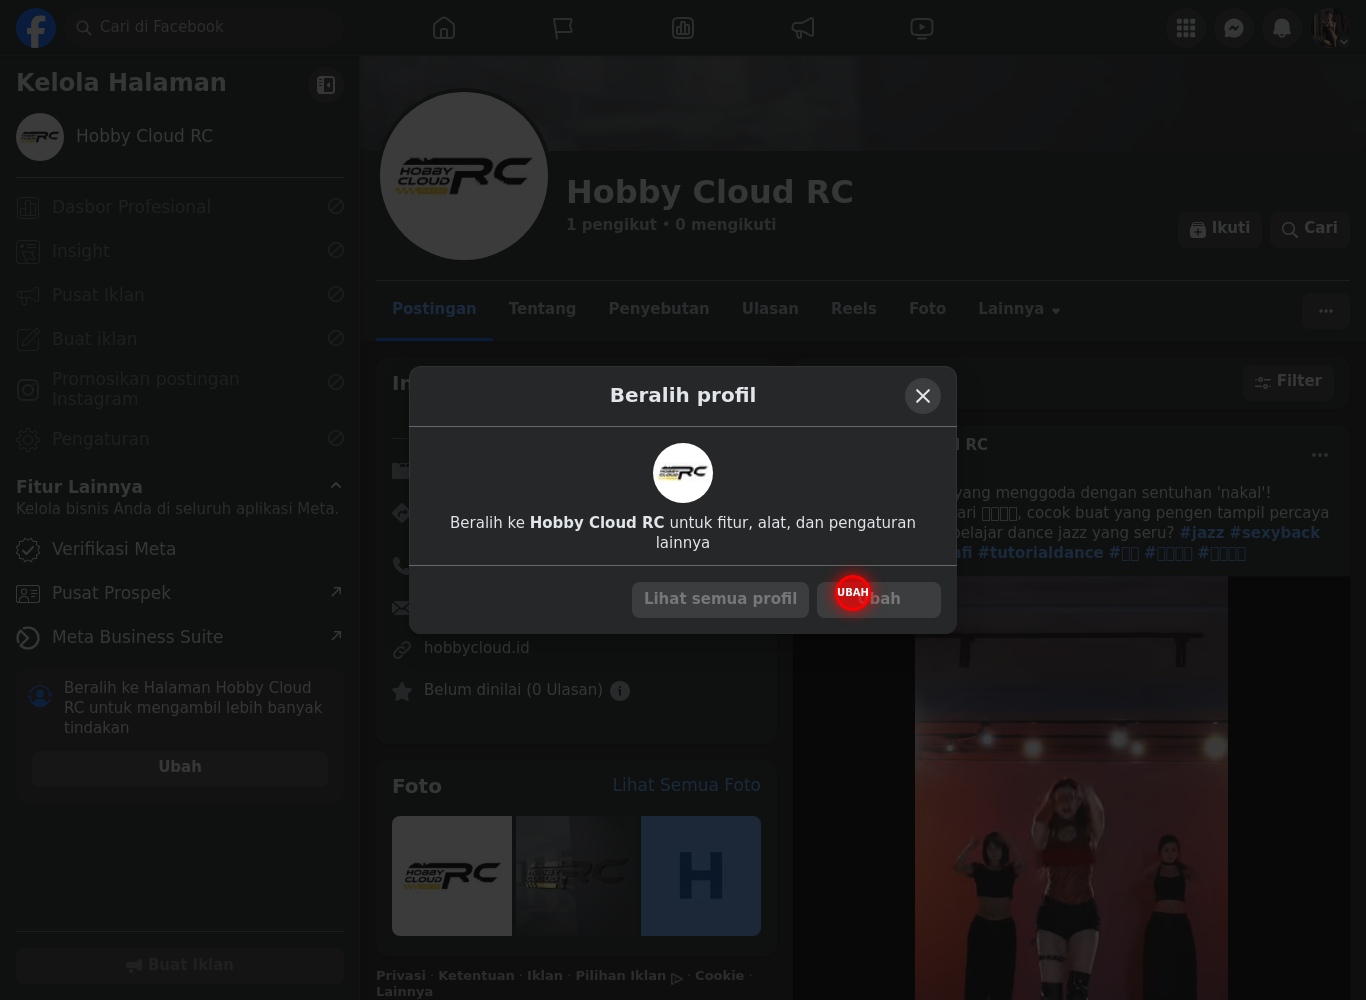 Cari di Facebook
Kelola Halaman
Hobby Cloud RC
Dasbor Profesional
Insight
Pusat Iklan
Buat iklan
Promosikan postingan
Instagram
Pengaturan
Fitur Lainnya
Kelola bisnis Anda di seluruh aplikasi Meta.
Verifikasi Meta
Pusat Prospek
Meta Business Suite
Beralih ke Halaman Hobby Cloud
RC untuk mengambil lebih banyak
tindakan
Ubah
Buat Iklan
HOBBY
CLOUD RC
Hobby Cloud RC
1 pengikut • 0 mengikuti
Ikuti
Cari
Postingan
Tentang
Penyebutan
Ulasan
Reels
Foto
Lainnya
Beralih profil
Beralih ke Hobby Cloud RC untuk fitur, alat, dan pengaturan
lainnya
Lihat semua profil
UBAH
bah
In
hobbycloud.id
Belum dinilai (0 Ulasan)
Foto
Lihat Semua Foto
H
Privasi · Ketentuan · Iklan · Pilihan Iklan · Cookie ·
Lainnya
Filter
RC
yang menggoda dengan sentuhan 'nakal'!
ari, cocok buat yang pengen tampil percaya
belajar dance jazz yang seru? #jazz #sexyback
#tutorialdance # # #